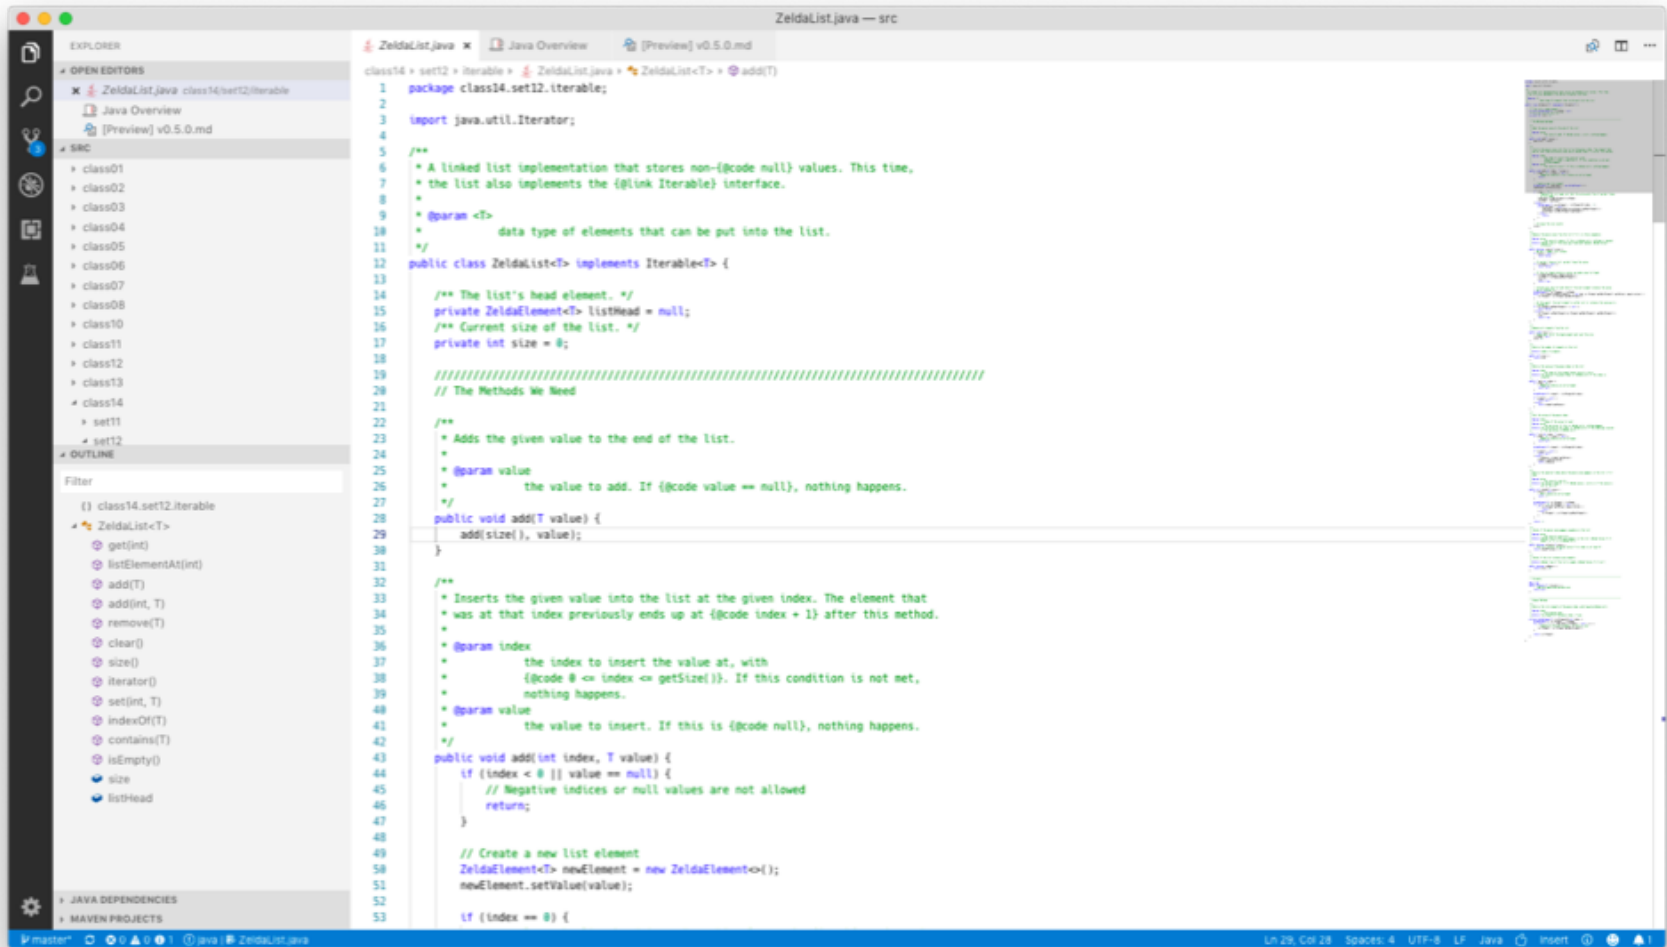 ZeldaList.java — src
EXPLORER
OPEN EDITORS
ZeldaList.java class14/set12/iterable
Java Overview
[Preview] v0.5.0.md
SRC
class01
class02
class03
class04
class05
class06
class07
class08
class10
class11
class12
class13
class14
set11
set12
OUTLINE
Filter
{} class14.set12.iterable
ZeldaList<T>
get(int)
listElementAt(int)
add(T)
add(int, T)
remove(T)
clear()
size()
iterator()
set(int, T)
indexOf(T)
contains(T)
isEmpty()
size
listHead
JAVA DEPENDENCIES
MAVEN PROJECTS
ZeldaList.java Java Overview [Preview] v0.5.0.md
class14 › set12 › iterable › ZeldaList.java › ZeldaList<T> › add(T)
1 package class14.set12.iterable;
2
3 import java.util.Iterator;
4
5 /**
6 * A linked list implementation that stores non-{@code null} values. This time,
7 * the list also implements the {@link Iterable} interface.
8 *
9 * @param <T>
10 * data type of elements that can be put into the list.
11 */
12 public class ZeldaList<T> implements Iterable<T> {
13
14 /** The list's head element. */
15 private ZeldaElement<T> listHead = null;
16 /** Current size of the list. */
17 private int size = 0;
18
19 //////////////////////////////////////////////////////////////////////////////////////
20 // The Methods We Need
21
22 /**
23 * Adds the given value to the end of the list.
24 *
25 * @param value
26 * the value to add. If {@code value == null}, nothing happens.
27 */
28 public void add(T value) {
29 add(size(), value);
30 }
31
32 /**
33 * Inserts the given value into the list at the given index. The element that
34 * was at that index previously ends up at {@code index + 1} after this method.
35 *
36 * @param index
37 * the index to insert the value at, with
38 * {@code 0 <= index <= getSize()}. If this condition is not met,
39 * nothing happens.
40 * @param value
41 * the value to insert. If this is {@code null}, nothing happens.
42 */
43 public void add(int index, T value) {
44 if (index < 0 || value == null) {
45 // Negative indices or null values are not allowed
46 return;
47 }
48
49 // Create a new list element
50 ZeldaElement<T> newElement = new ZeldaElement<>();
51 newElement.setValue(value);
52
53 if (index == 0) {
master* 0 0 1 java | ZeldaList.java Ln 29, Col 28 Spaces: 4 UTF-8 LF Java Insert 1